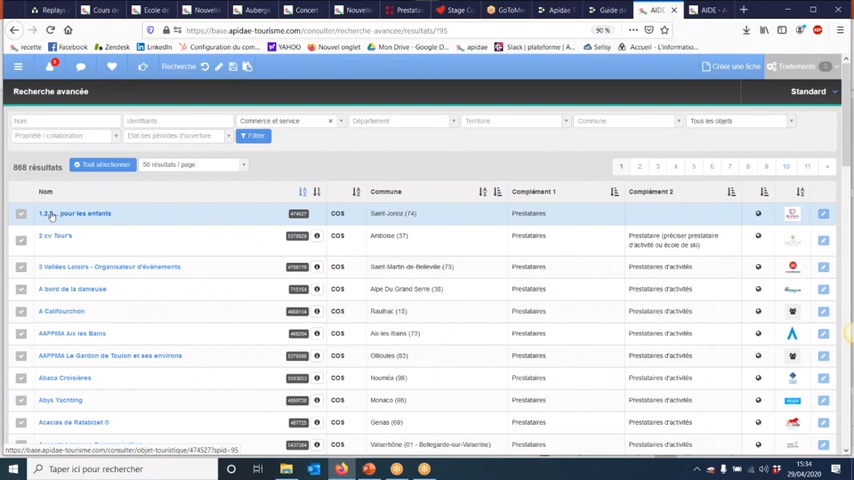 Replays a
Cours de
Ecole de
Nouvelle
Auberge
Concert
Nouvelle
Prestatai
Stage Co
GoToMee
Apidae T
Guide de
AIDE -
AIDE - A
https://base.apidae-tourisme.com/consulter/recherche-avancee/resultats/?95
90 %
recette
Facebook
Zendesk
LinkedIn
Configuration du com...
YAHOO
Nouvel onglet
Mon Drive - Google D...
apidae
Slack | plateforme | A...
Sellsy
Accueil - L'informatio...
Recherche
Créer une fiche
Traitements 0
Recherche avancée
Standard
Nom
Identifiants
Commerce et service
Département
Territoire
Commune
Tous les objets
Propriété / collaboration
Etat des périodes d'ouverture
Filtrer
868 résultats
Tout sélectionner
50 résultats / page
1 2 3 4 5 6 7 8 9 10 11 »
Nom Commune Complément 1 Complément 2
pour les enfants 474527 COS Saint-Jorioz (74) Prestataires
2 cv Tour's COS Amboise (37) Prestataires Prestataire (préciser prestataire
d'activité ou école de ski)
3 Vallées Loisirs - Organisateur d'évènements COS Saint-Martin-de-Belleville (73) Prestataires Prestataires d'activités
A bord de la dameuse 715154 COS Alpe Du Grand Serre (38) Prestataires Prestataires d'activités
A Califourchon COS Raulhac (15) Prestataires Prestataires d'activités
AAPPMA Aix les Bains COS Aix-les-Bains (73) Prestataires Prestataires d'activités
AAPPMA Le Gardon de Toulon et ses environs COS Ollioules (83) Prestataires Prestataires d'activités
Abaca Croisières COS Nouméa (98) Prestataires Prestataires d'activités
Abys Yachting COS Monaco (98) Prestataires Prestataires d'activités
Acacias de Ratabizet ® COS Genas (69) Prestataires Prestataires d'activités
COS Valserhône (01 - Bellegarde-sur-Valserine) Prestataires Prestataires d'activités
https://base.apidae-tourisme.com/consulter/objet-touristique/474527?spid=95
Taper ici pour rechercher
15:34
29/04/2020